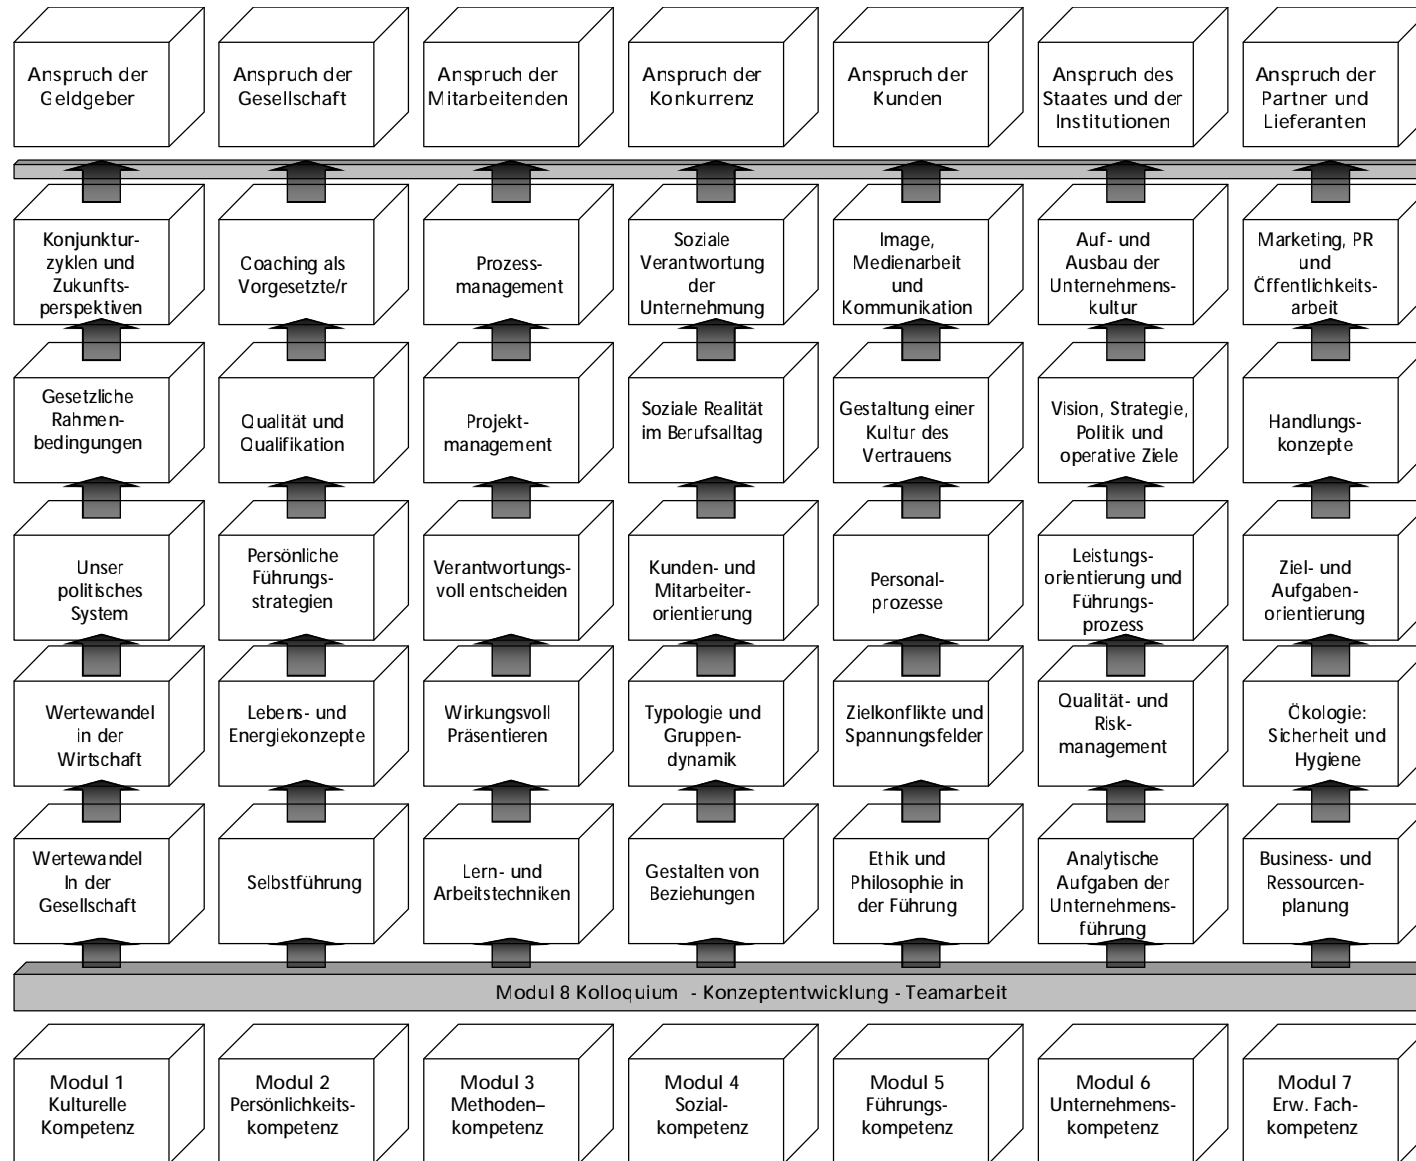 Anspruch der
Geldgeber
Anspruch der
Gesellschaft
Anspruch der
Mitarbeitenden
Anspruch der
Konkurrenz
Anspruch der
Kunden
Anspruch des
Staates und der
Institutionen
Anspruch der
Partner und
Lieferanten
Konjunktur-
zyklen und
Zukunfts-
perspektiven
Coaching als
Vorgesetzte/r
Prozess-
management
Soziale
Verantwortung
der
Unternehmung
Image,
Medienarbeit
und
Kommunikation
Auf- und
Ausbau der
Unternehmens-
kultur
Marketing, PR
und
Öffentlichkeits-
arbeit
Gesetzliche
Rahmen-
bedingungen
Qualität und
Qualifikation
Projekt-
management
Soziale Realität
im Berufsalltag
Gestaltung einer
Kultur des
Vertrauens
Vision, Strategie,
Politik und
operative Ziele
Handlungs-
konzepte
Unser
politisches
System
Persönliche
Führungs-
strategien
Verantwortungs-
voll entscheiden
Kunden- und
Mitarbeiter-
orientierung
Personal-
prozesse
Leistungs-
orientierung und
Führungs-
prozess
Ziel- und
Aufgaben-
orientierung
Wertewandel
in der
Wirtschaft
Lebens- und
Energiekonzepte
Wirkungsvoll
Präsentieren
Typologie und
Gruppen-
dynamik
Zielkonflikte und
Spannungsfelder
Qualität- und
Risk-
management
Ökologie:
Sicherheit und
Hygiene
Wertewandel
In der
Gesellschaft
Selbstführung
Lern- und
Arbeitstechniken
Gestalten von
Beziehungen
Ethik und
Philosophie in
der Führung
Analytische
Aufgaben der
Unternehmens-
führung
Business- und
Ressourcen-
planung
Modul 8 Kolloquium - Konzeptentwicklung - Teamarbeit
Modul 1
Kulturelle
Kompetenz
Modul 2
Persönlichkeits-
kompetenz
Modul 3
Methoden–
kompetenz
Modul 4
Sozial-
kompetenz
Modul 5
Führungs-
kompetenz
Modul 6
Unternehmens-
kompetenz
Modul 7
Erw. Fach-
kompetenz